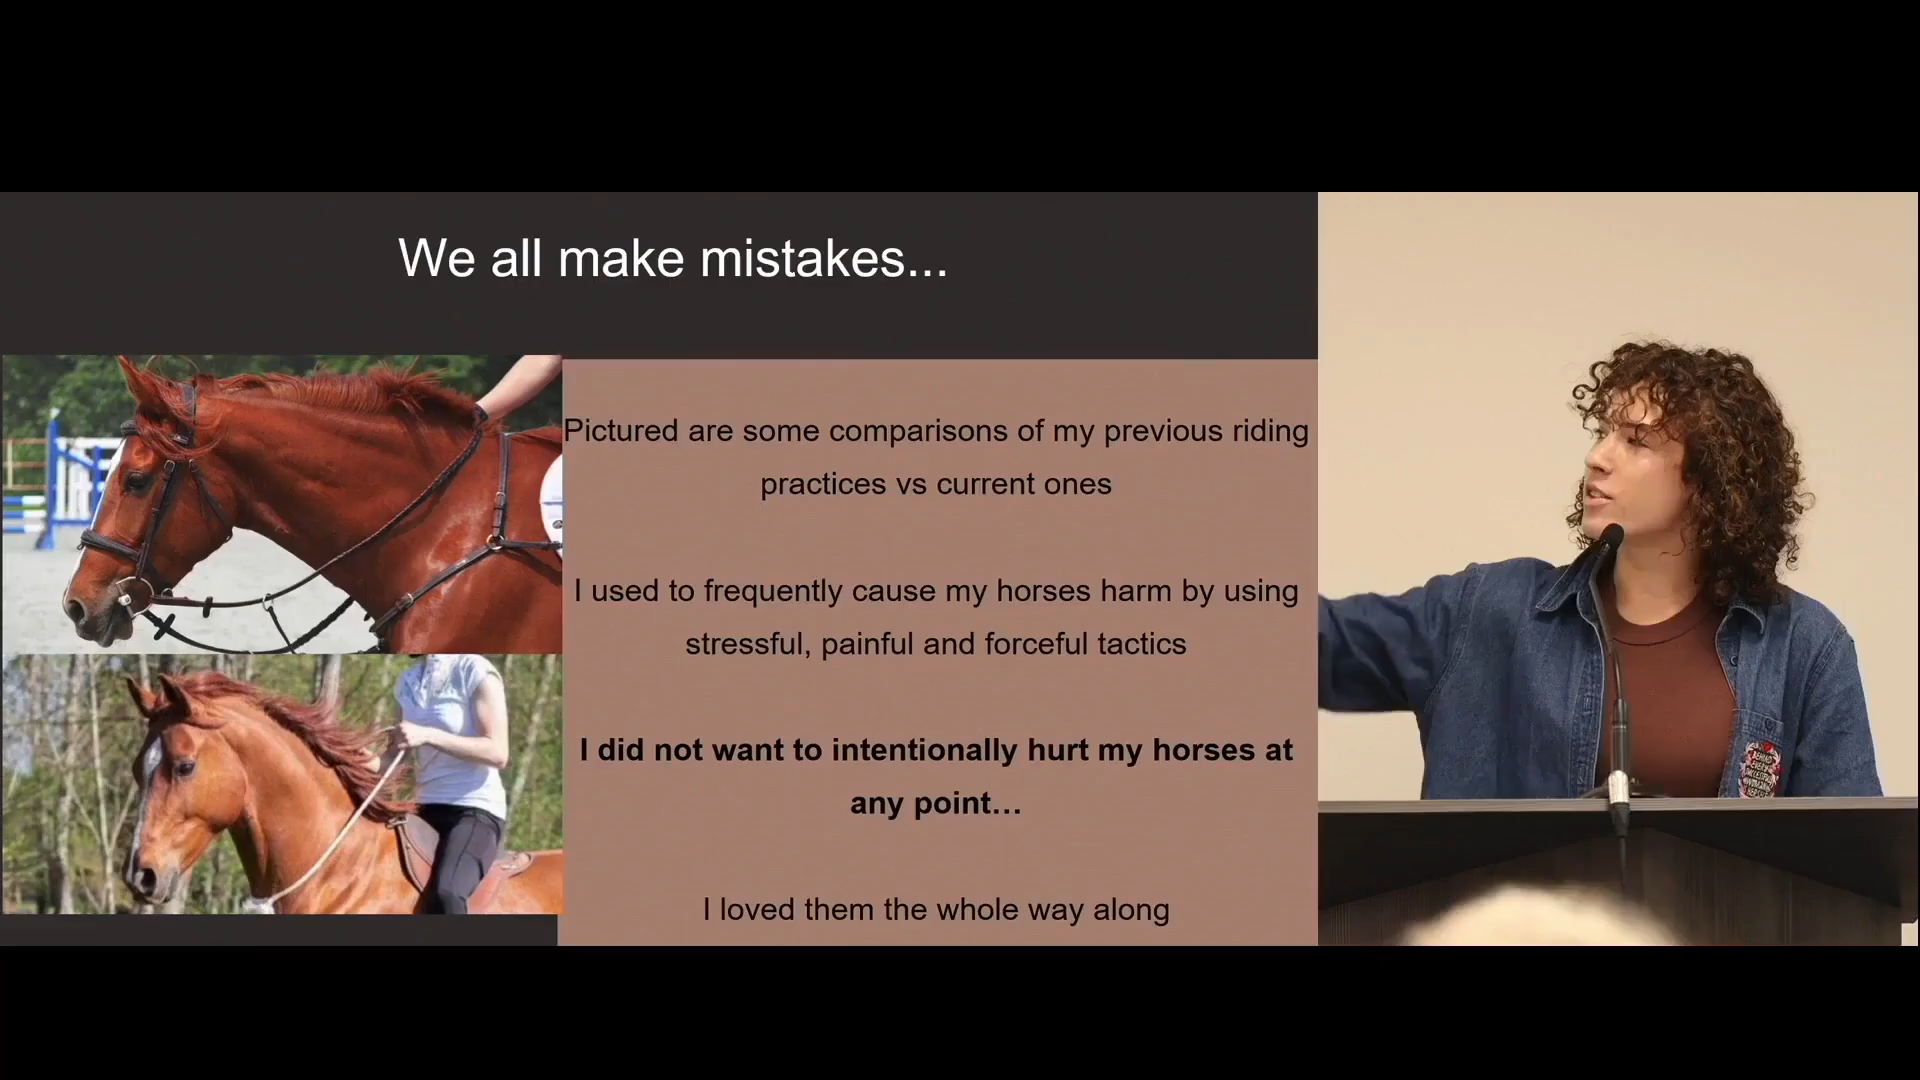 We all make mistakes...
Pictured are some comparisons of my previous riding
practices vs current ones
I used to frequently cause my horses harm by using
stressful, painful and forceful tactics
I did not want to intentionally hurt my horses at
any point…
I loved them the whole way along
BEHIND
EVERY